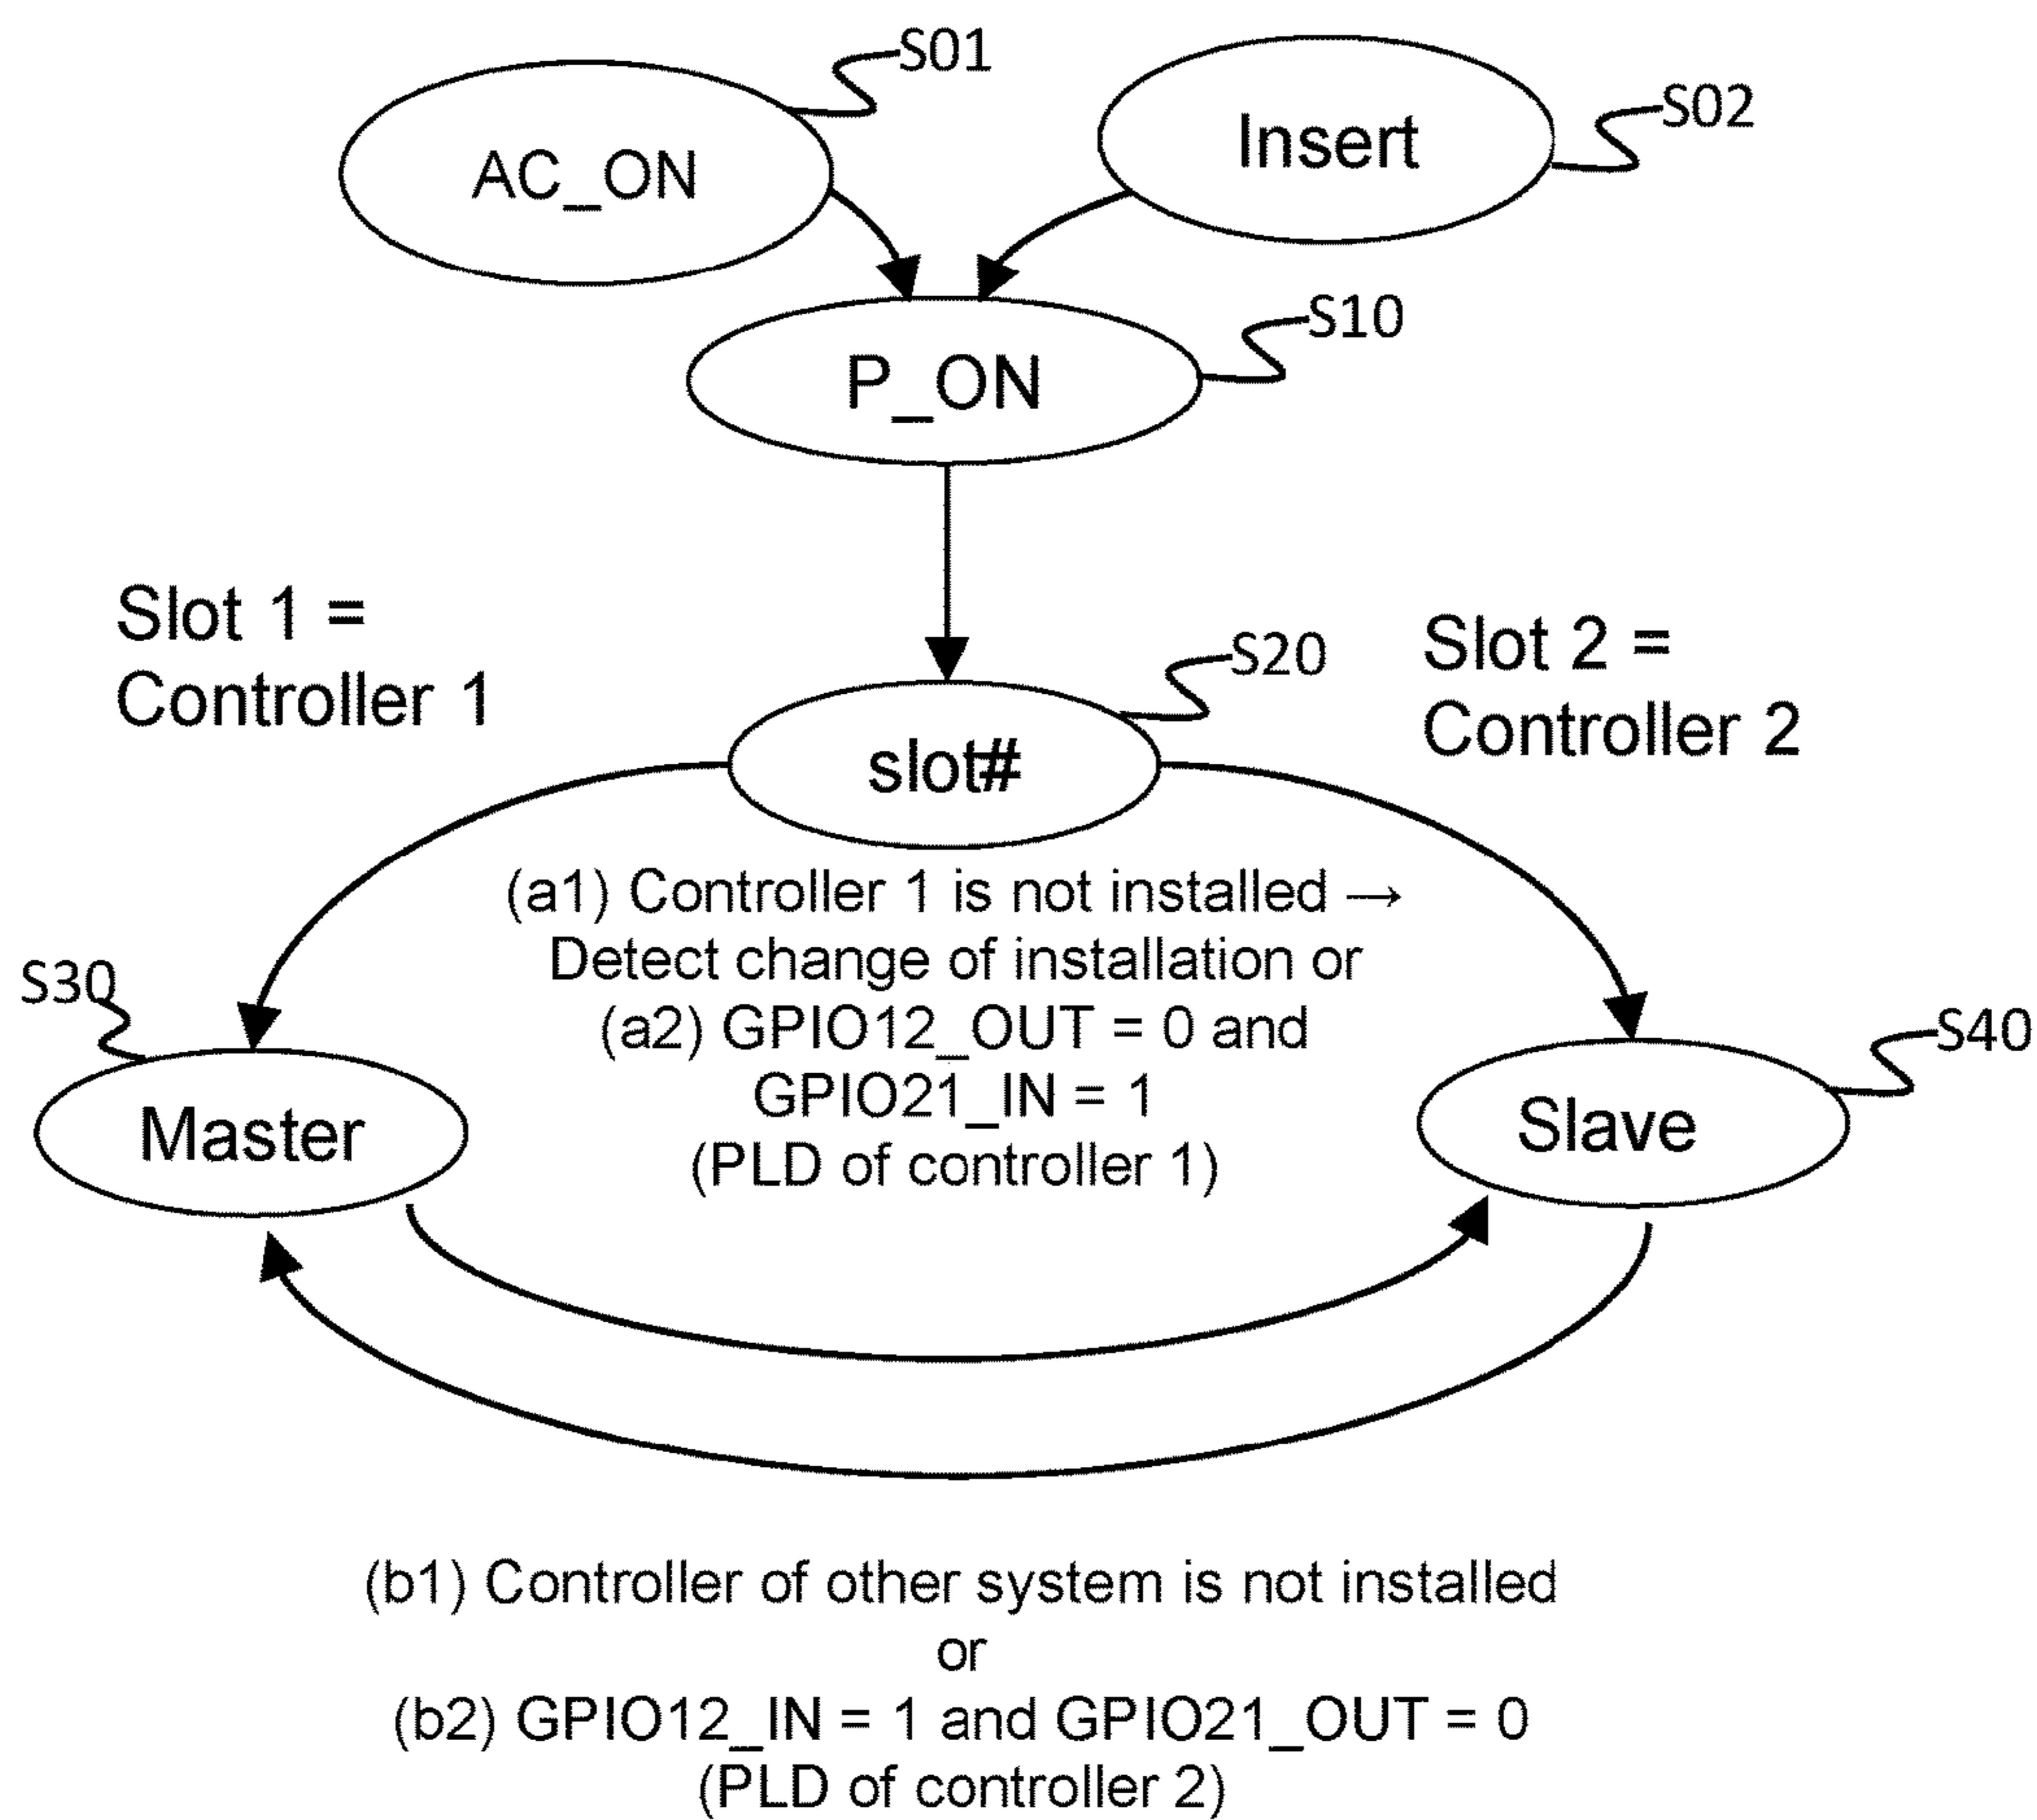 S01
AC_ON
Insert
S02
P_ON
S10
Slot 1 =
Controller 1
slot#
S20
Slot 2 =
Controller 2
(a1) Controller 1 is not installed →
Detect change of installation or
(a2) GPIO12_OUT = 0 and
GPIO21_IN = 1
(PLD of controller 1)
S30
Master
S40
Slave
(b1) Controller of other system is not installed
or
(b2) GPIO12_IN = 1 and GPIO21_OUT = 0
(PLD of controller 2)